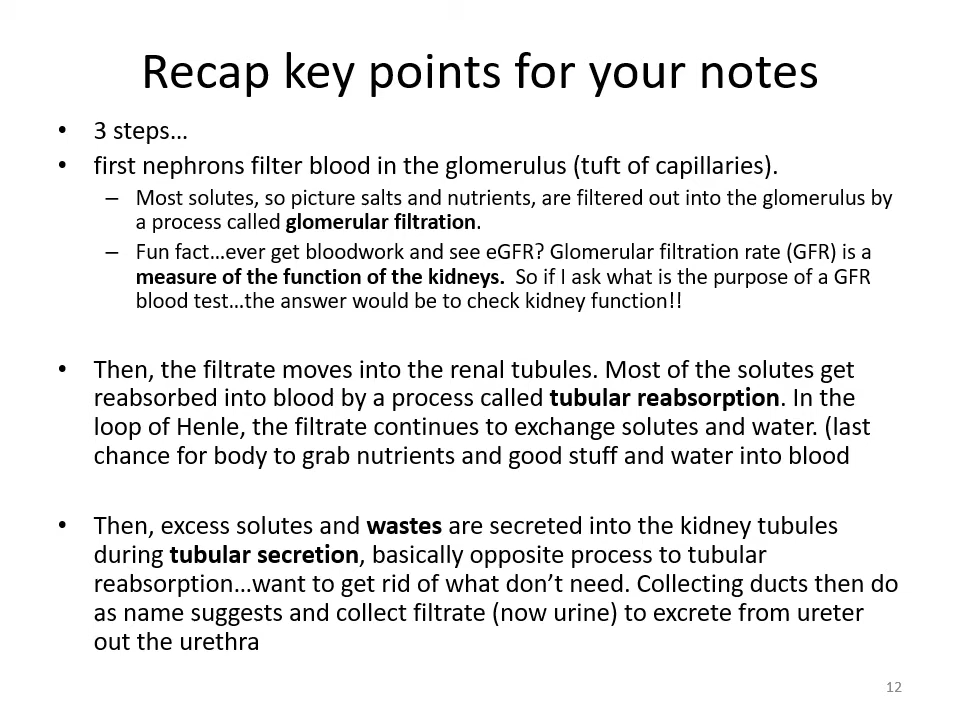 Recap key points for your notes
• 3 steps…
• first nephrons filter blood in the glomerulus (tuft of capillaries).
– Most solutes, so picture salts and nutrients, are filtered out into the glomerulus by
a process called glomerular filtration.
– Fun fact…ever get bloodwork and see eGFR? Glomerular filtration rate (GFR) is a
measure of the function of the kidneys.  So if I ask what is the purpose of a GFR
blood test…the answer would be to check kidney function!!
• Then, the filtrate moves into the renal tubules. Most of the solutes get
reabsorbed into blood by a process called tubular reabsorption. In the
loop of Henle, the filtrate continues to exchange solutes and water. (last
chance for body to grab nutrients and good stuff and water into blood
• Then, excess solutes and wastes are secreted into the kidney tubules
during tubular secretion, basically opposite process to tubular
reabsorption…want to get rid of what don’t need. Collecting ducts then do
as name suggests and collect filtrate (now urine) to excrete from ureter
out the urethra
12